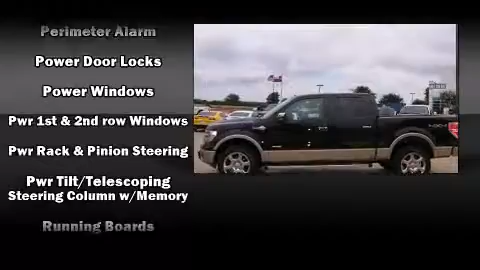 Perimeter Alarm
Power Door Locks
Power Windows
Pwr 1st & 2nd row Windows
Pwr Rack & Pinion Steering
Pwr Tilt/Telescoping
Steering Column w/Memory
Running Boards